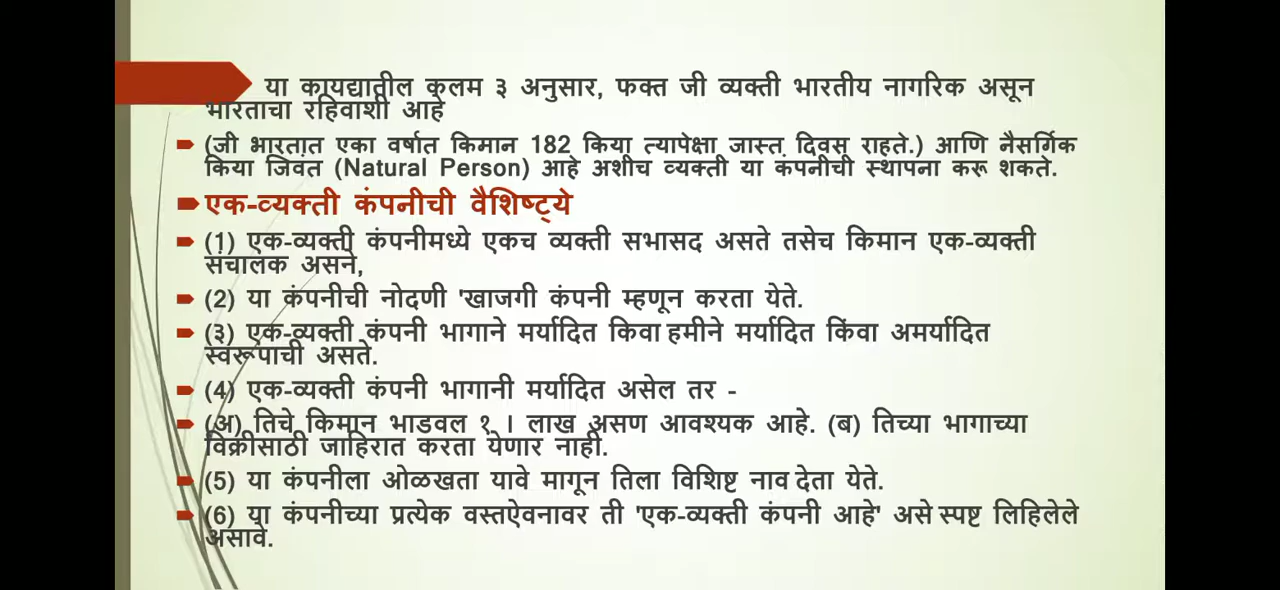 या कायद्यातील कलम ३ अनुसार, फक्त जी व्यक्ती भारतीय नागरिक असून
भारताचा रहिवाशी आहे
(जी भारतात एका वर्षात किमान 182 किया त्यापेक्षा जास्त दिवस राहते.) आणि नैसर्गिक
किया जिवंत (Natural Person) आहे अशीच व्यक्ती या कंपनीची स्थापना करू शकते.
एक-व्यक्ती कंपनीची वैशिष्ट्ये
(1) एक-व्यक्ती कंपनीमध्ये एकच व्यक्ती सभासद असते तसेच किमान एक-व्यक्ती
संचालक असने,
(2) या कंपनीची नोदणी 'खाजगी कंपनी म्हणून करता येते.
(३) एक-व्यक्ती कंपनी भागाने मर्यादित किवा हमीने मर्यादित किंवा अमर्यादित
स्वरूपाची असते.
(4) एक-व्यक्ती कंपनी भागानी मर्यादित असेल तर -
(अ) तिचे किमान भाडवल १ । लाख असण आवश्यक आहे. (ब) तिच्या भागाच्या
विक्रीसाठी जाहिरात करता येणार नाही.
(5) या कंपनीला ओळखता यावे मागून तिला विशिष्ट नाव देता येते.
(6) या कंपनीच्या प्रत्येक वस्तऐवनावर ती 'एक-व्यक्ती कंपनी आहे' असे स्पष्ट लिहिलेले
असावे.